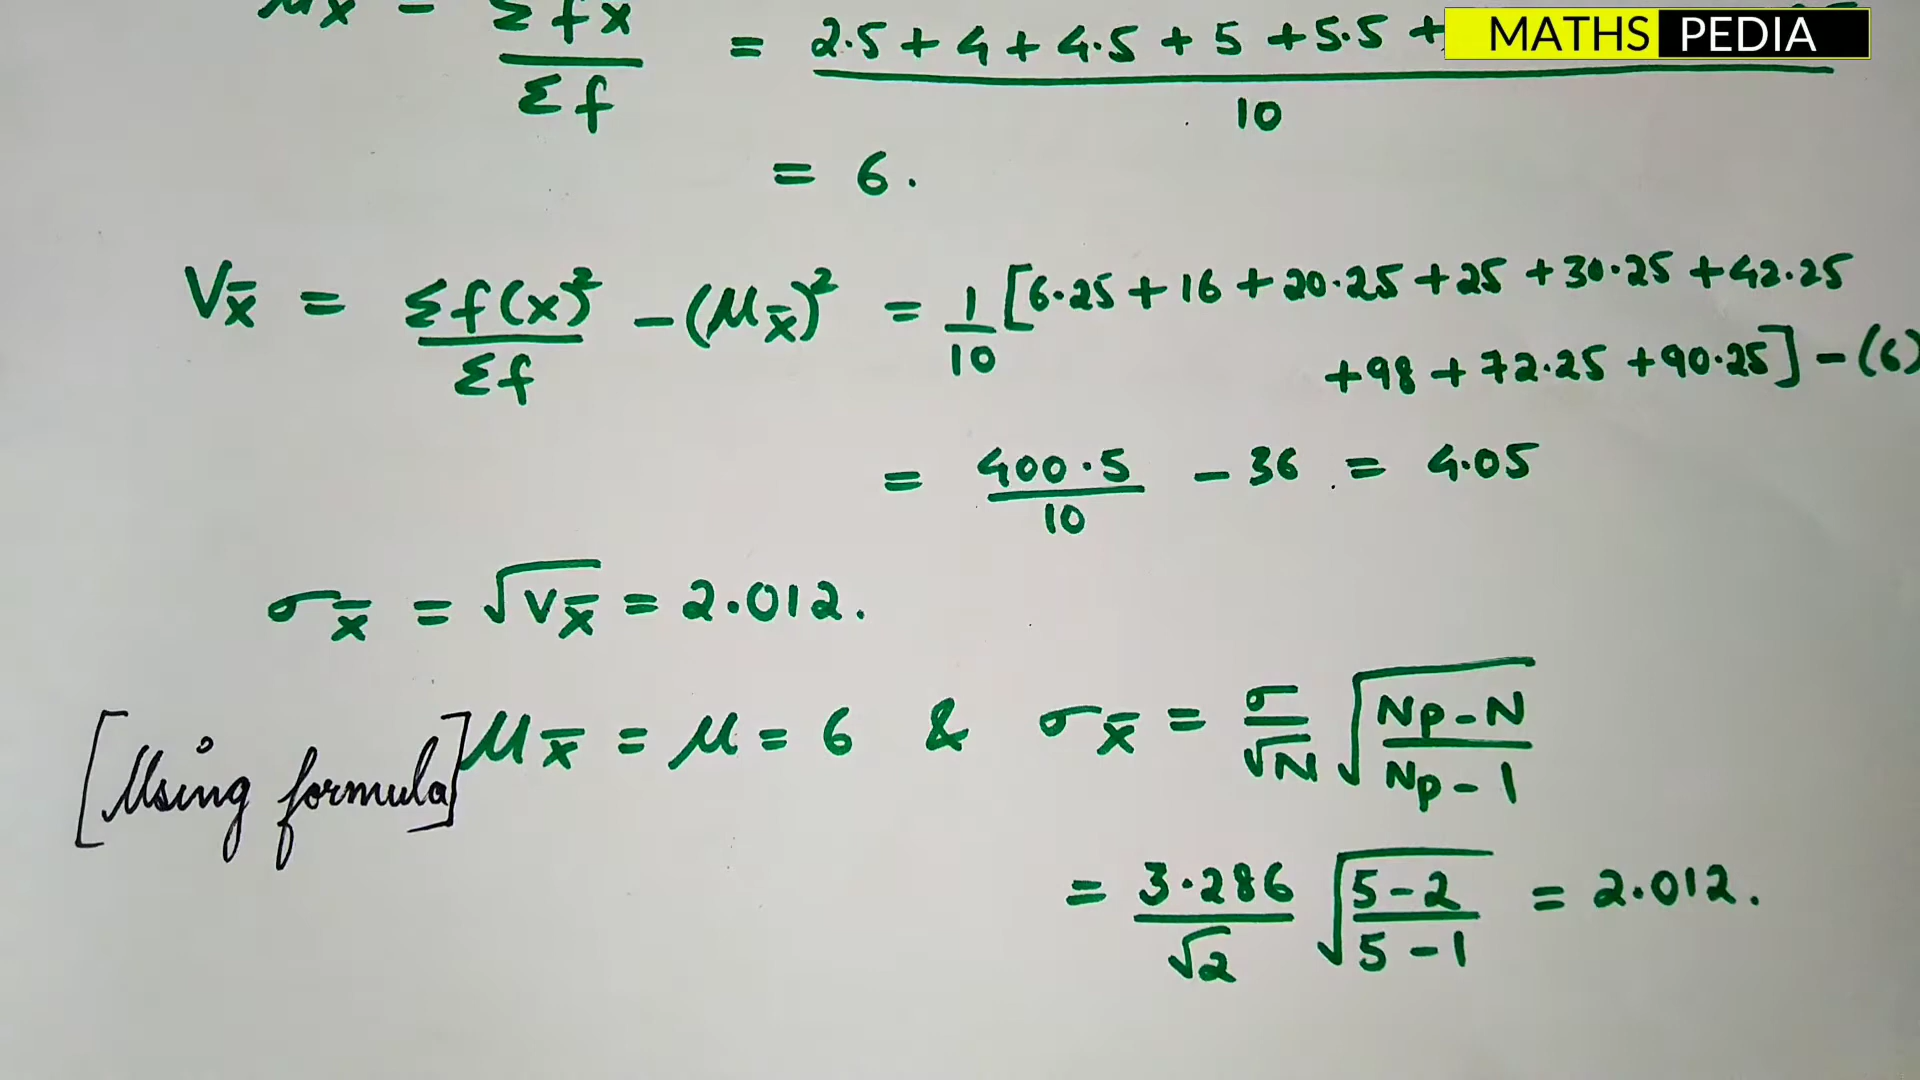 μx̄ = Σfx / Σf = 2.5 + 4 + 4.5 + 5 + 5.5 + / 10
MATHS PEDIA
= 6.
Vx̄ = Σf(x)² / Σf − (μx̄)² = 1/10 [6.25 + 16 + 20.25 + 25 + 30.25 + 42.25
+ 98 + 72.25 + 90.25] − (6)
= 400.5 / 10 − 36 = 4.05
σx̄ = √Vx̄ = 2.012.
[Using formula] μx̄ = μ = 6 & σx̄ = σ/√N √(Np − N / Np − 1)
= 3.286/√2 √(5 − 2 / 5 − 1) = 2.012.